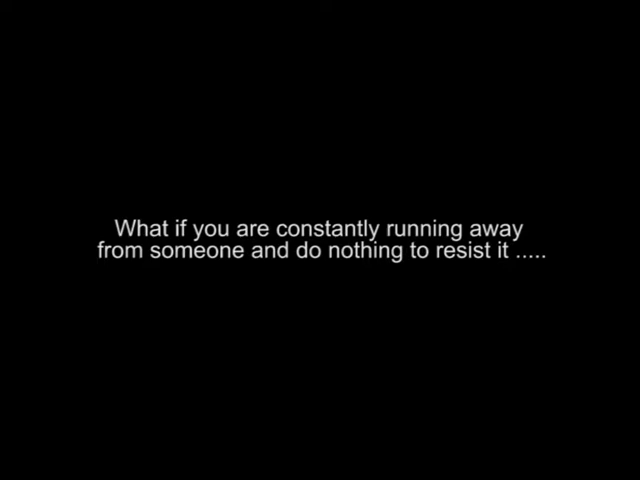 What if you are constantly running away
from someone and do nothing to resist it .....